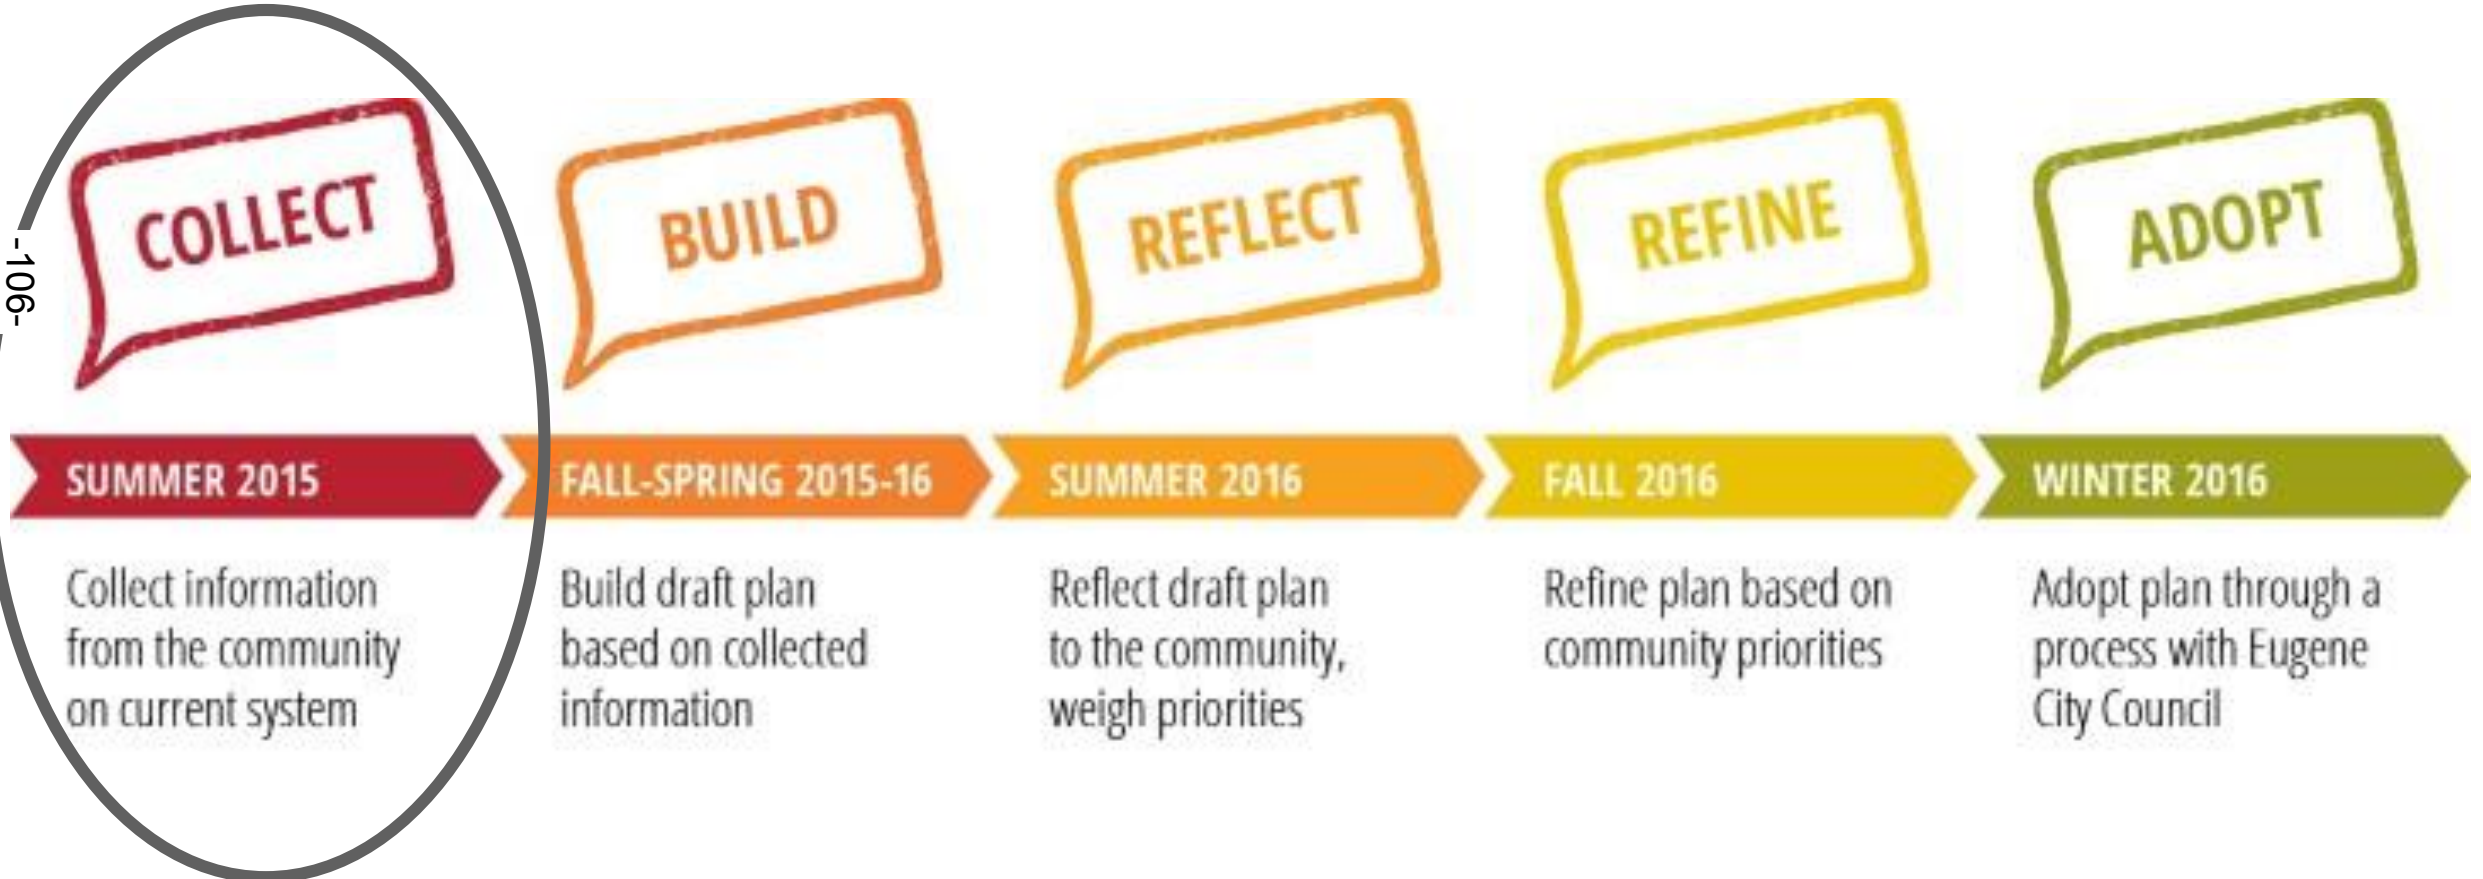 COLLECT
BUILD
REFLECT
REFINE
ADOPT
-106-
SUMMER 2015
FALL-SPRING 2015-16
SUMMER 2016
FALL 2016
WINTER 2016
Collect information
from the community
on current system
Build draft plan
based on collected
information
Reflect draft plan
to the community,
weigh priorities
Refine plan based on
community priorities
Adopt plan through a
process with Eugene
City Council